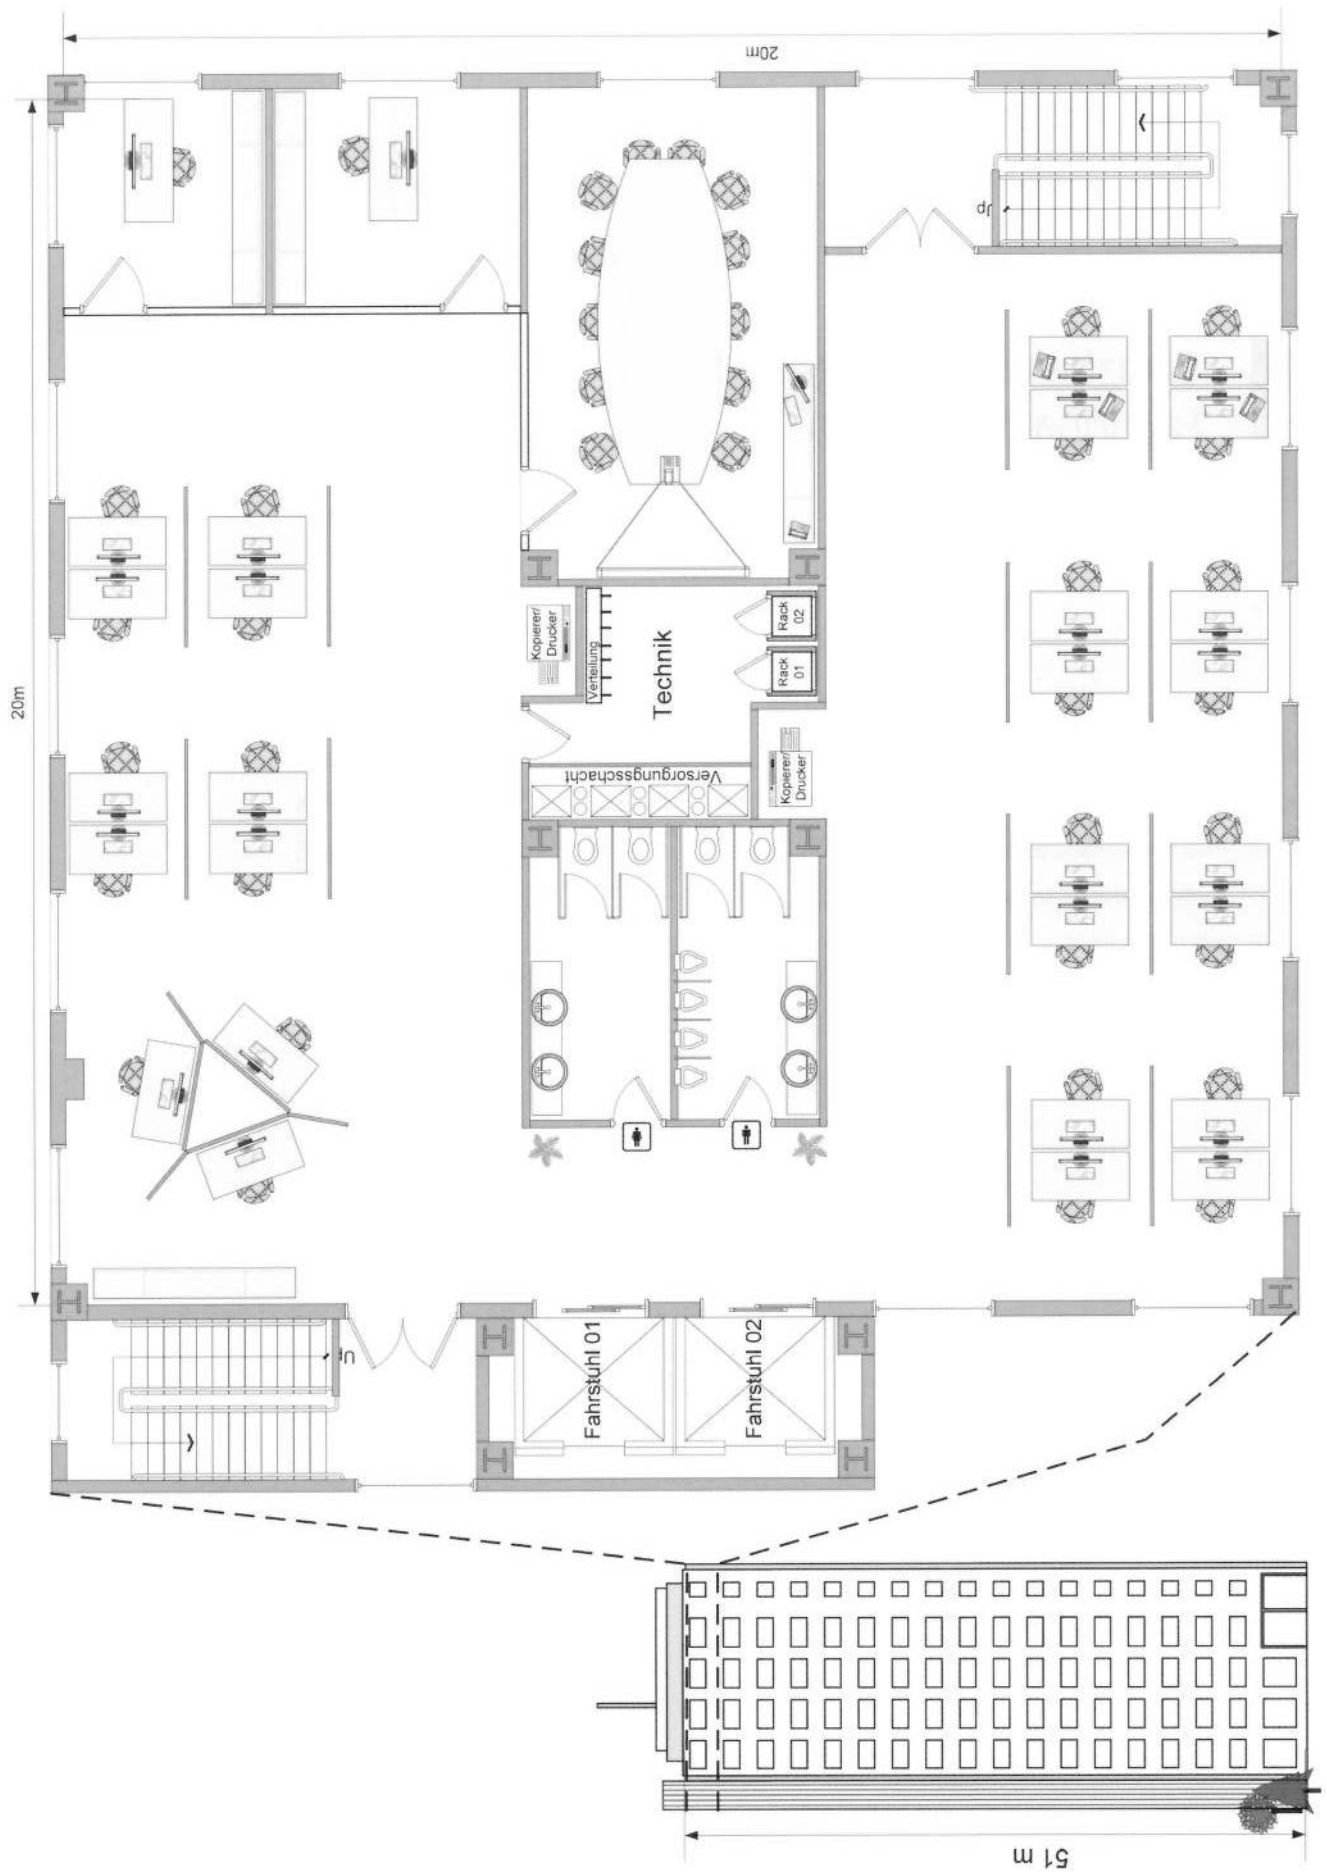 20m
20m
Up
Kopierer/
Drucker
Verteilung
Technik
Rack
02
Rack
01
Versorgungsschacht
Kopierer/
Drucker
Up
Fahrstuhl 01
Fahrstuhl 02
51 m